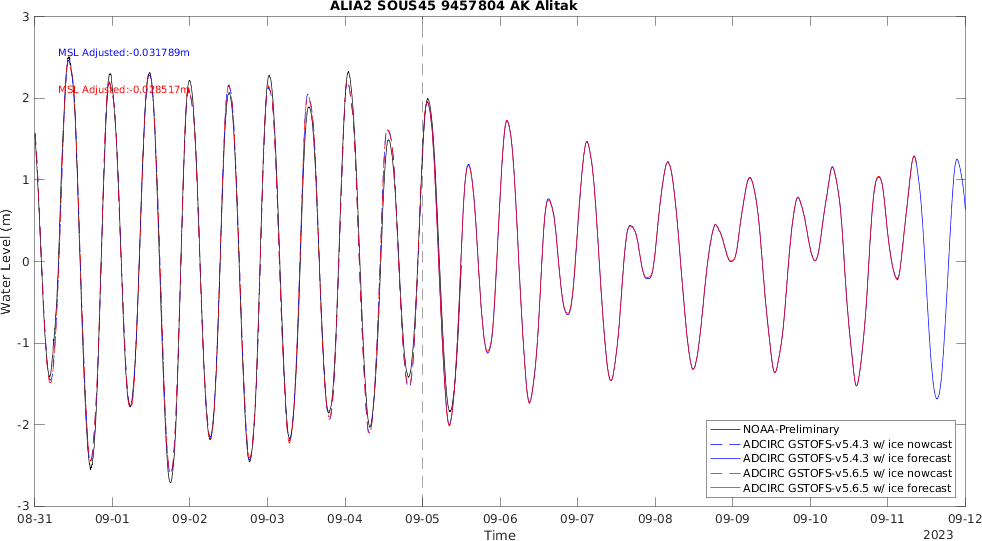 ALIA2 SOUS45 9457804 AK Alitak
Water Level (m)
3
2
1
0
-1
-2
-3
MSL Adjusted:-0.031789m
MSL Adjusted:-0.028517m
NOAA-Preliminary
ADCIRC GSTOFS-v5.4.3 w/ ice nowcast
ADCIRC GSTOFS-v5.4.3 w/ ice forecast
ADCIRC GSTOFS-v5.6.5 w/ ice nowcast
ADCIRC GSTOFS-v5.6.5 w/ ice forecast
08-31 09-01 09-02 09-03 09-04 09-05 09-06 09-07 09-08 09-09 09-10 09-11 09-12
Time
2023